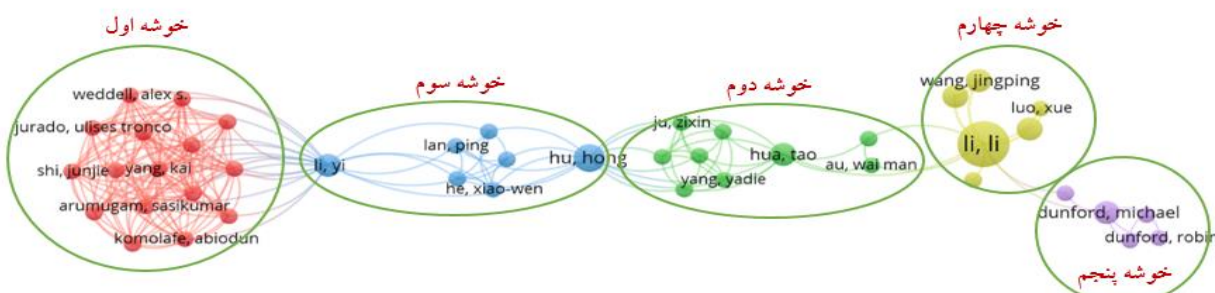 خوشه اول
weddell, alex s.
jurado, ulises tronco
shi, junjie
yang, kai
arumugam, sasikumar
komolafe, abiodun
خوشه سوم
li, yi
lan, ping
he, xiao-wen
hu, hong
خوشه دوم
ju, zixin
hua, tao
yang, yadie
au, wai man
خوشه چهارم
wang, jingping
luo, xue
li, li
dunford, michael
dunford, robin
خوشه پنجم